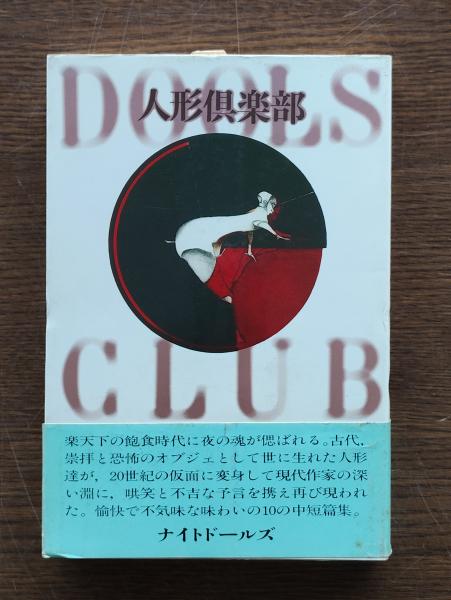 DOOLS
人形倶楽部
CLUB
楽天下の飽食時代に夜の魂が偲ばれる。古代，
崇拝と恐怖のオブジェとして世に生れた人形
達が，20世紀の仮面に変身して現代作家の深
い淵に，哄笑と不吉な予言を携え再び現われ
た。愉快で不気味な味わいの10の中短篇集。
ナイトドールズ